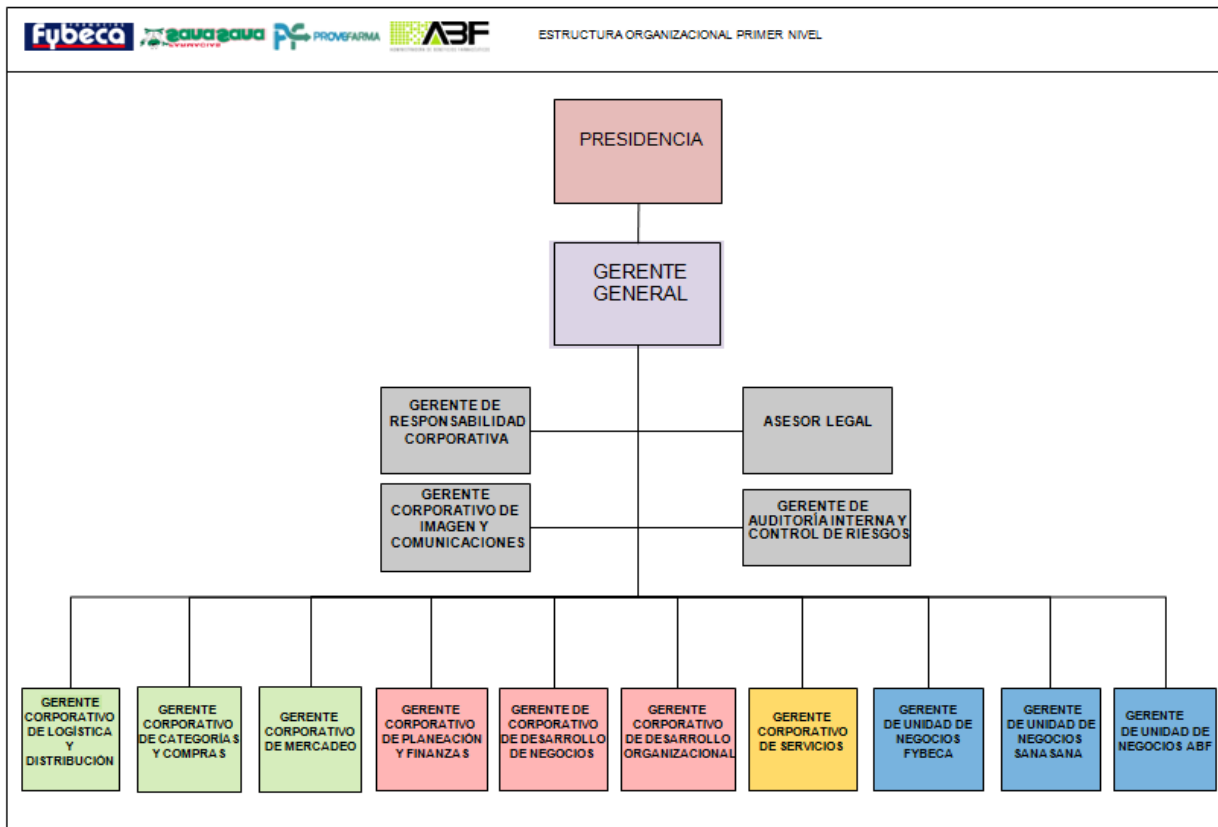 Fybeca
PROVEFARMA
ABF
ESTRUCTURA ORGANIZACIONAL PRIMER NIVEL
PRESIDENCIA
GERENTE
GENERAL
GERENTE DE
RESPONSABILIDAD
CORPORATIVA
ASESOR LEGAL
GERENTE
CORPORATIVO DE
IMAGEN Y
COMUNICACIONES
GERENTE DE
AUDITORÍA INTERNA Y
CONTROL DE RIESGOS
GERENTE
CORPORATIVO
DE LOGÍSTICA
Y
DISTRIBUCIÓN
GERENTE
CORPORATIVO
DE CATEGORÍAS
Y COMPRAS
GERENTE
CORPORATIVO
DE MERCADEO
GERENTE
CORPORATIVO
DE PLANEACIÓN
Y FINANZAS
GERENTE DE
CORPORATIVO
DE DESARROLLO
DE NEGOCIOS
GERENTE
CORPORATIVO
DE DESARROLLO
ORGANIZACIONAL
GERENTE
CORPORATIVO
DE SERVICIOS
GERENTE
DE UNIDAD DE
NEGOCIOS
FYBECA
GERENTE
DE UNIDAD DE
NEGOCIOS
SANA SANA
GERENTE
DE UNIDAD DE
NEGOCIOS ABF